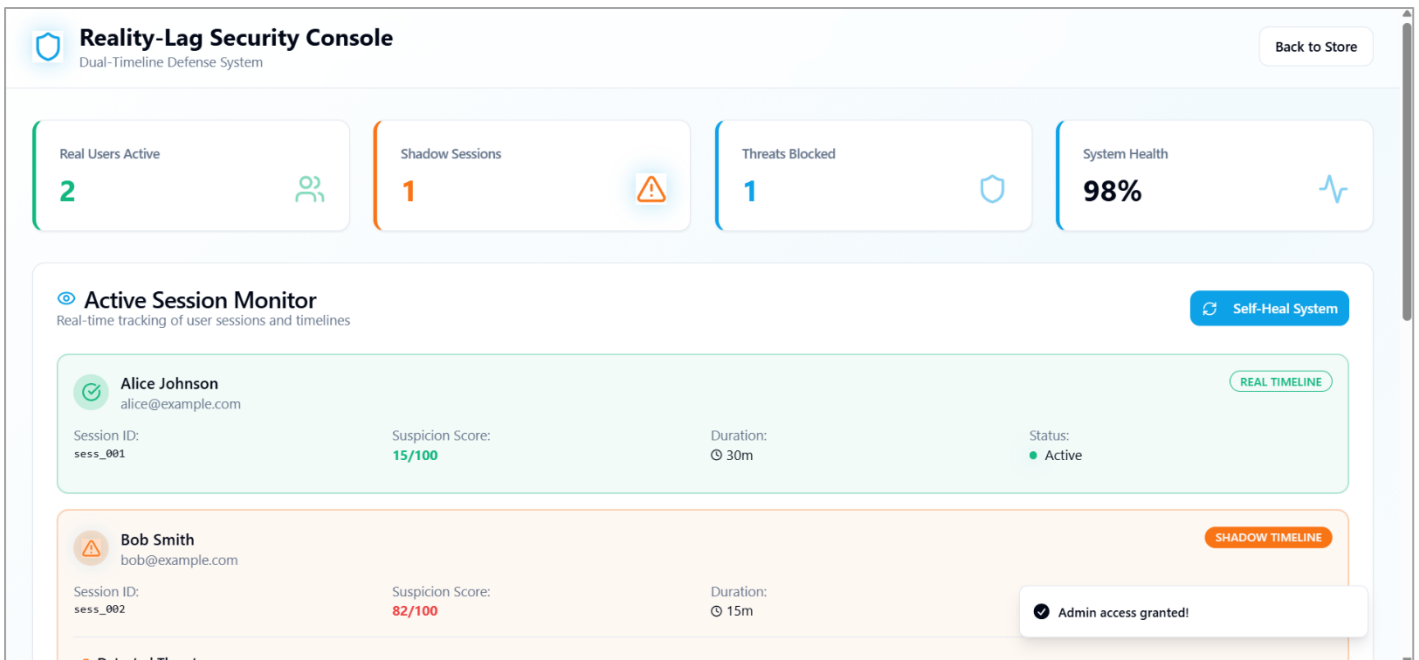 Reality-Lag Security Console
Dual-Timeline Defense System
Back to Store
Real Users Active
2
Shadow Sessions
1
Threats Blocked
1
System Health
98%
Active Session Monitor
Real-time tracking of user sessions and timelines
Self-Heal System
Alice Johnson
alice@example.com
REAL TIMELINE
Session ID:
sess_001
Suspicion Score:
15/100
Duration:
30m
Status:
Active
Bob Smith
bob@example.com
SHADOW TIMELINE
Session ID:
sess_002
Suspicion Score:
82/100
Duration:
15m
Admin access granted!